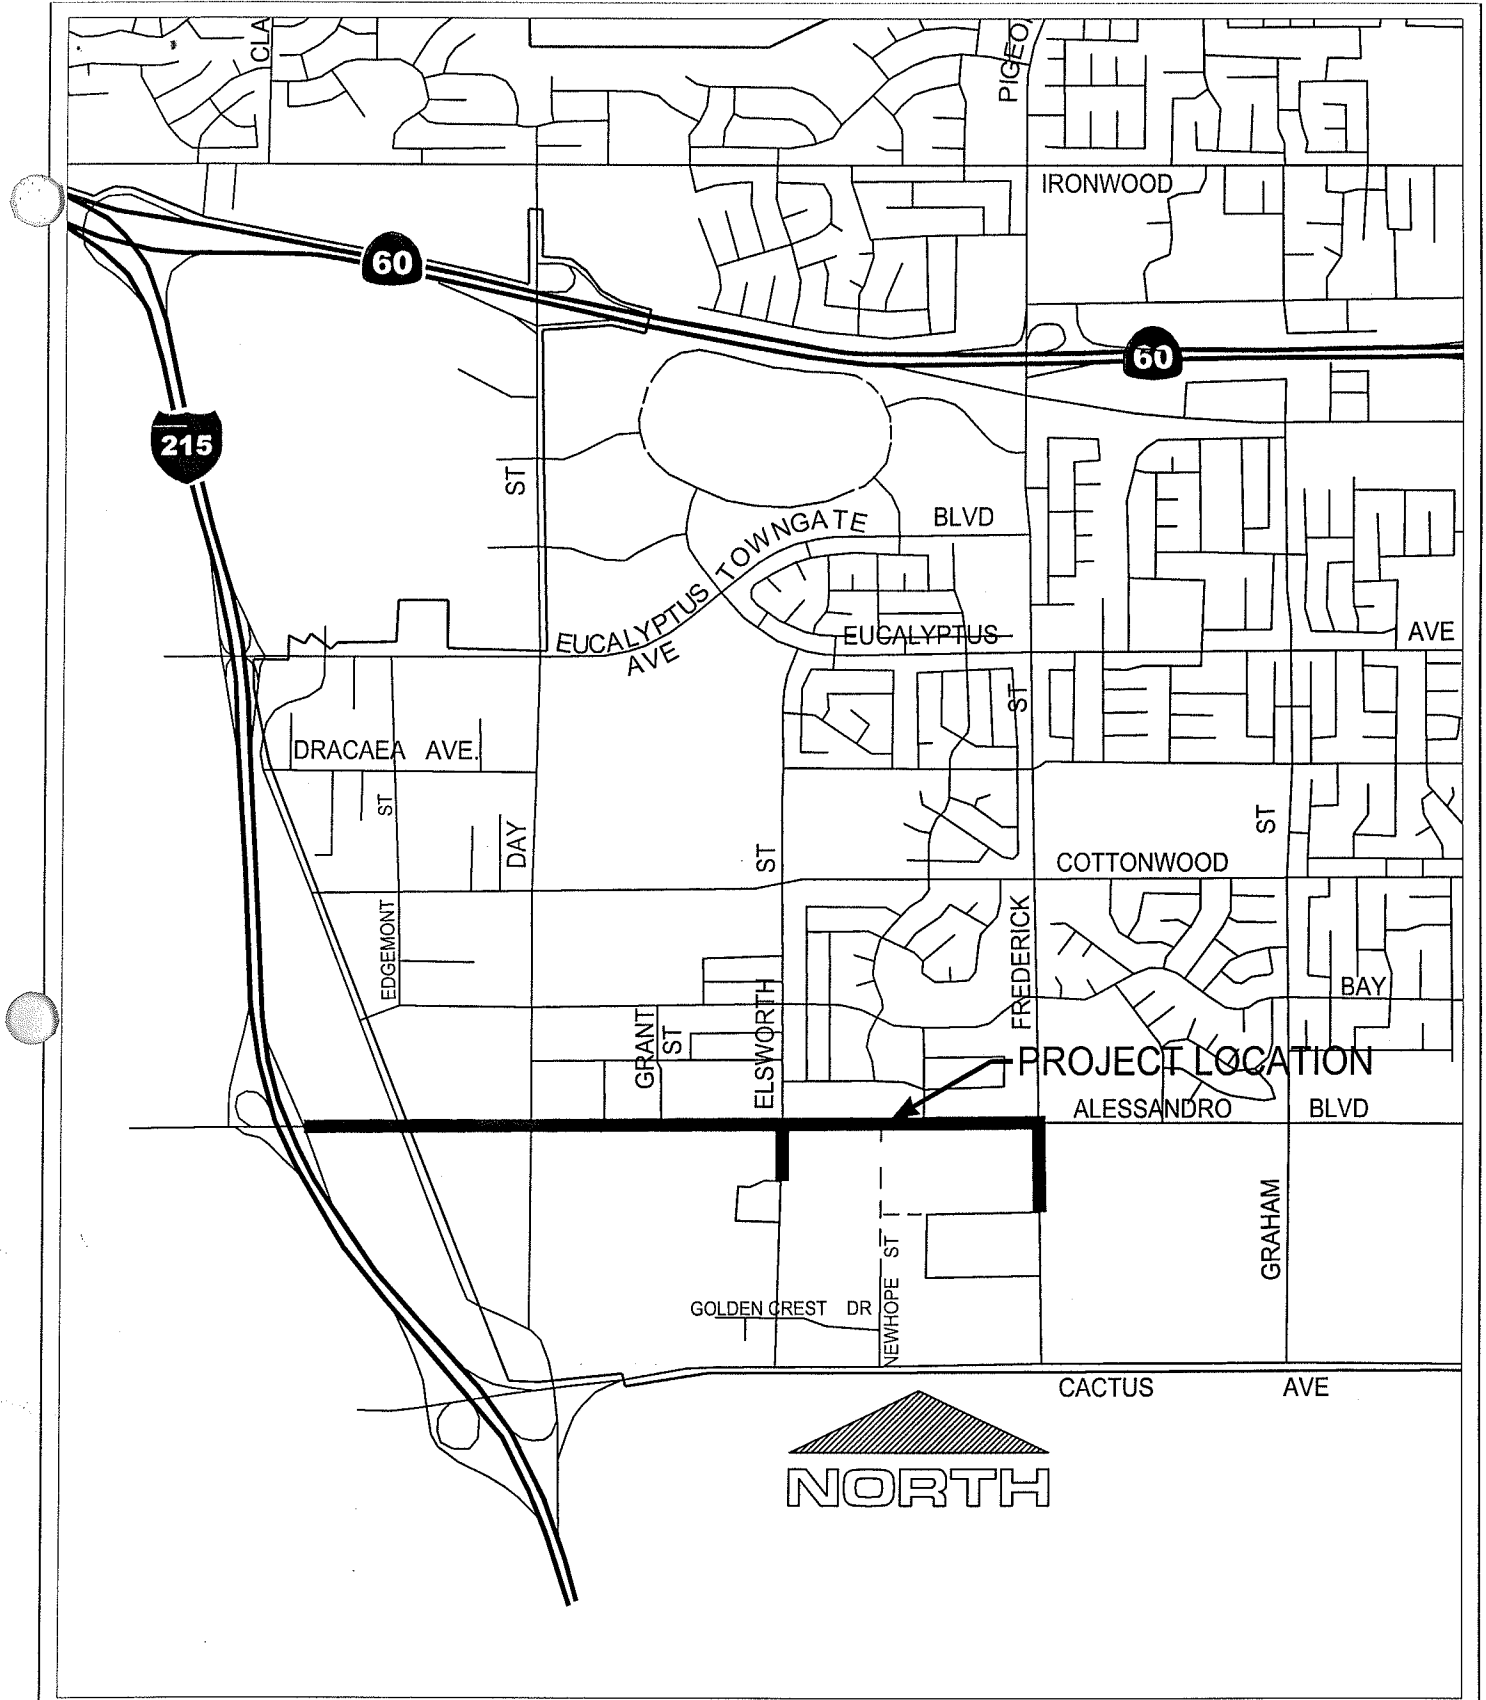 CLA
PIGEO
IRONWOOD
60
60
215
ST
EUCALYPTUS TOWNGATE BLVD
AVE
EUCALYPTUS AVE
ST
DRACAEA AVE.
ST
DAY
ST
ST
COTTONWOOD
EDGEMONT
FREDERICK
BAY
GRANT
ST
ELSWORTH
PROJECT LOCATION
ALESSANDRO BLVD
GRAHAM
NEWHOPE ST
GOLDEN CREST DR
CACTUS AVE
NORTH